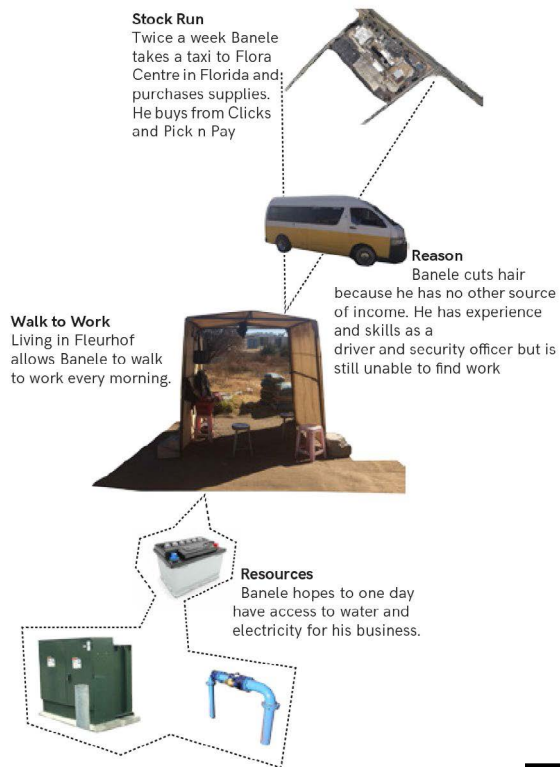 Stock Run
Twice a week Banele
takes a taxi to Flora
Centre in Florida and
purchases supplies.
He buys from Clicks
and Pick n Pay
Reason
Banele cuts hair
because he has no other source
of income. He has experience
and skills as a
driver and security officer but is
still unable to find work
Walk to Work
Living in Fleurhof
allows Banele to walk
to work every morning.
Resources
Banele hopes to one day
have access to water and
electricity for his business.